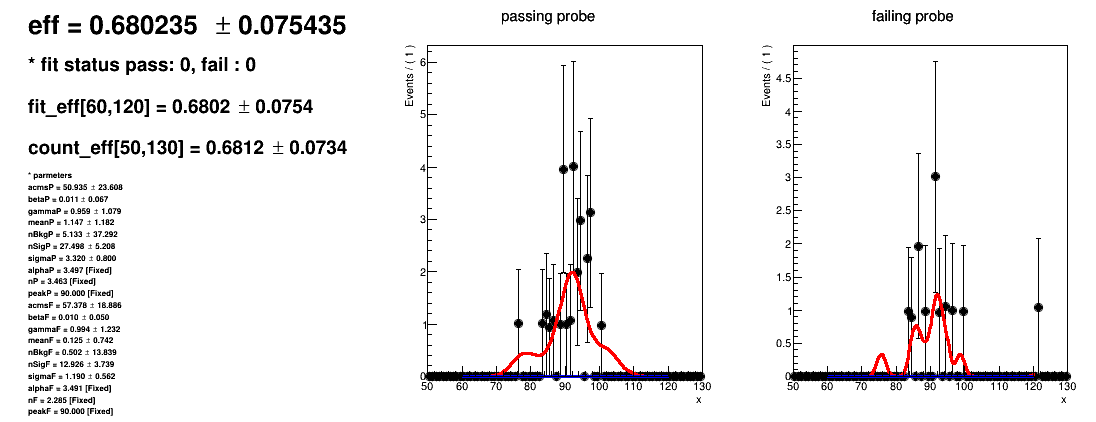 eff = 0.680235 ± 0.075435
* fit status pass: 0, fail : 0
fit_eff[60,120] = 0.6802 ± 0.0754
count_eff[50,130] = 0.6812 ± 0.0734
* parmeters
acmsP = 50.935 ± 23.608
betaP = 0.011 ± 0.067
gammaP = 0.959 ± 1.079
meanP = 1.147 ± 1.182
nBkgP = 5.133 ± 37.292
nSigP = 27.498 ± 5.208
sigmaP = 3.320 ± 0.800
alphaP = 3.497 [Fixed]
nP = 3.463 [Fixed]
peakP = 90.000 [Fixed]
acmsF = 57.378 ± 18.886
betaF = 0.010 ± 0.050
gammaF = 0.994 ± 1.232
meanF = 0.125 ± 0.742
nBkgF = 0.502 ± 13.839
nSigF = 12.926 ± 3.739
sigmaF = 1.190 ± 0.562
alphaF = 3.491 [Fixed]
nF = 2.285 [Fixed]
peakF = 90.000 [Fixed]
passing probe
Events / ( 1 )
6
5
4
3
2
1
0
50 60 70 80 90 100 110 120 130
x
failing probe
Events / ( 1 )
4.5
4
3.5
3
2.5
2
1.5
1
0.5
0
50 60 70 80 90 100 110 120 130
x